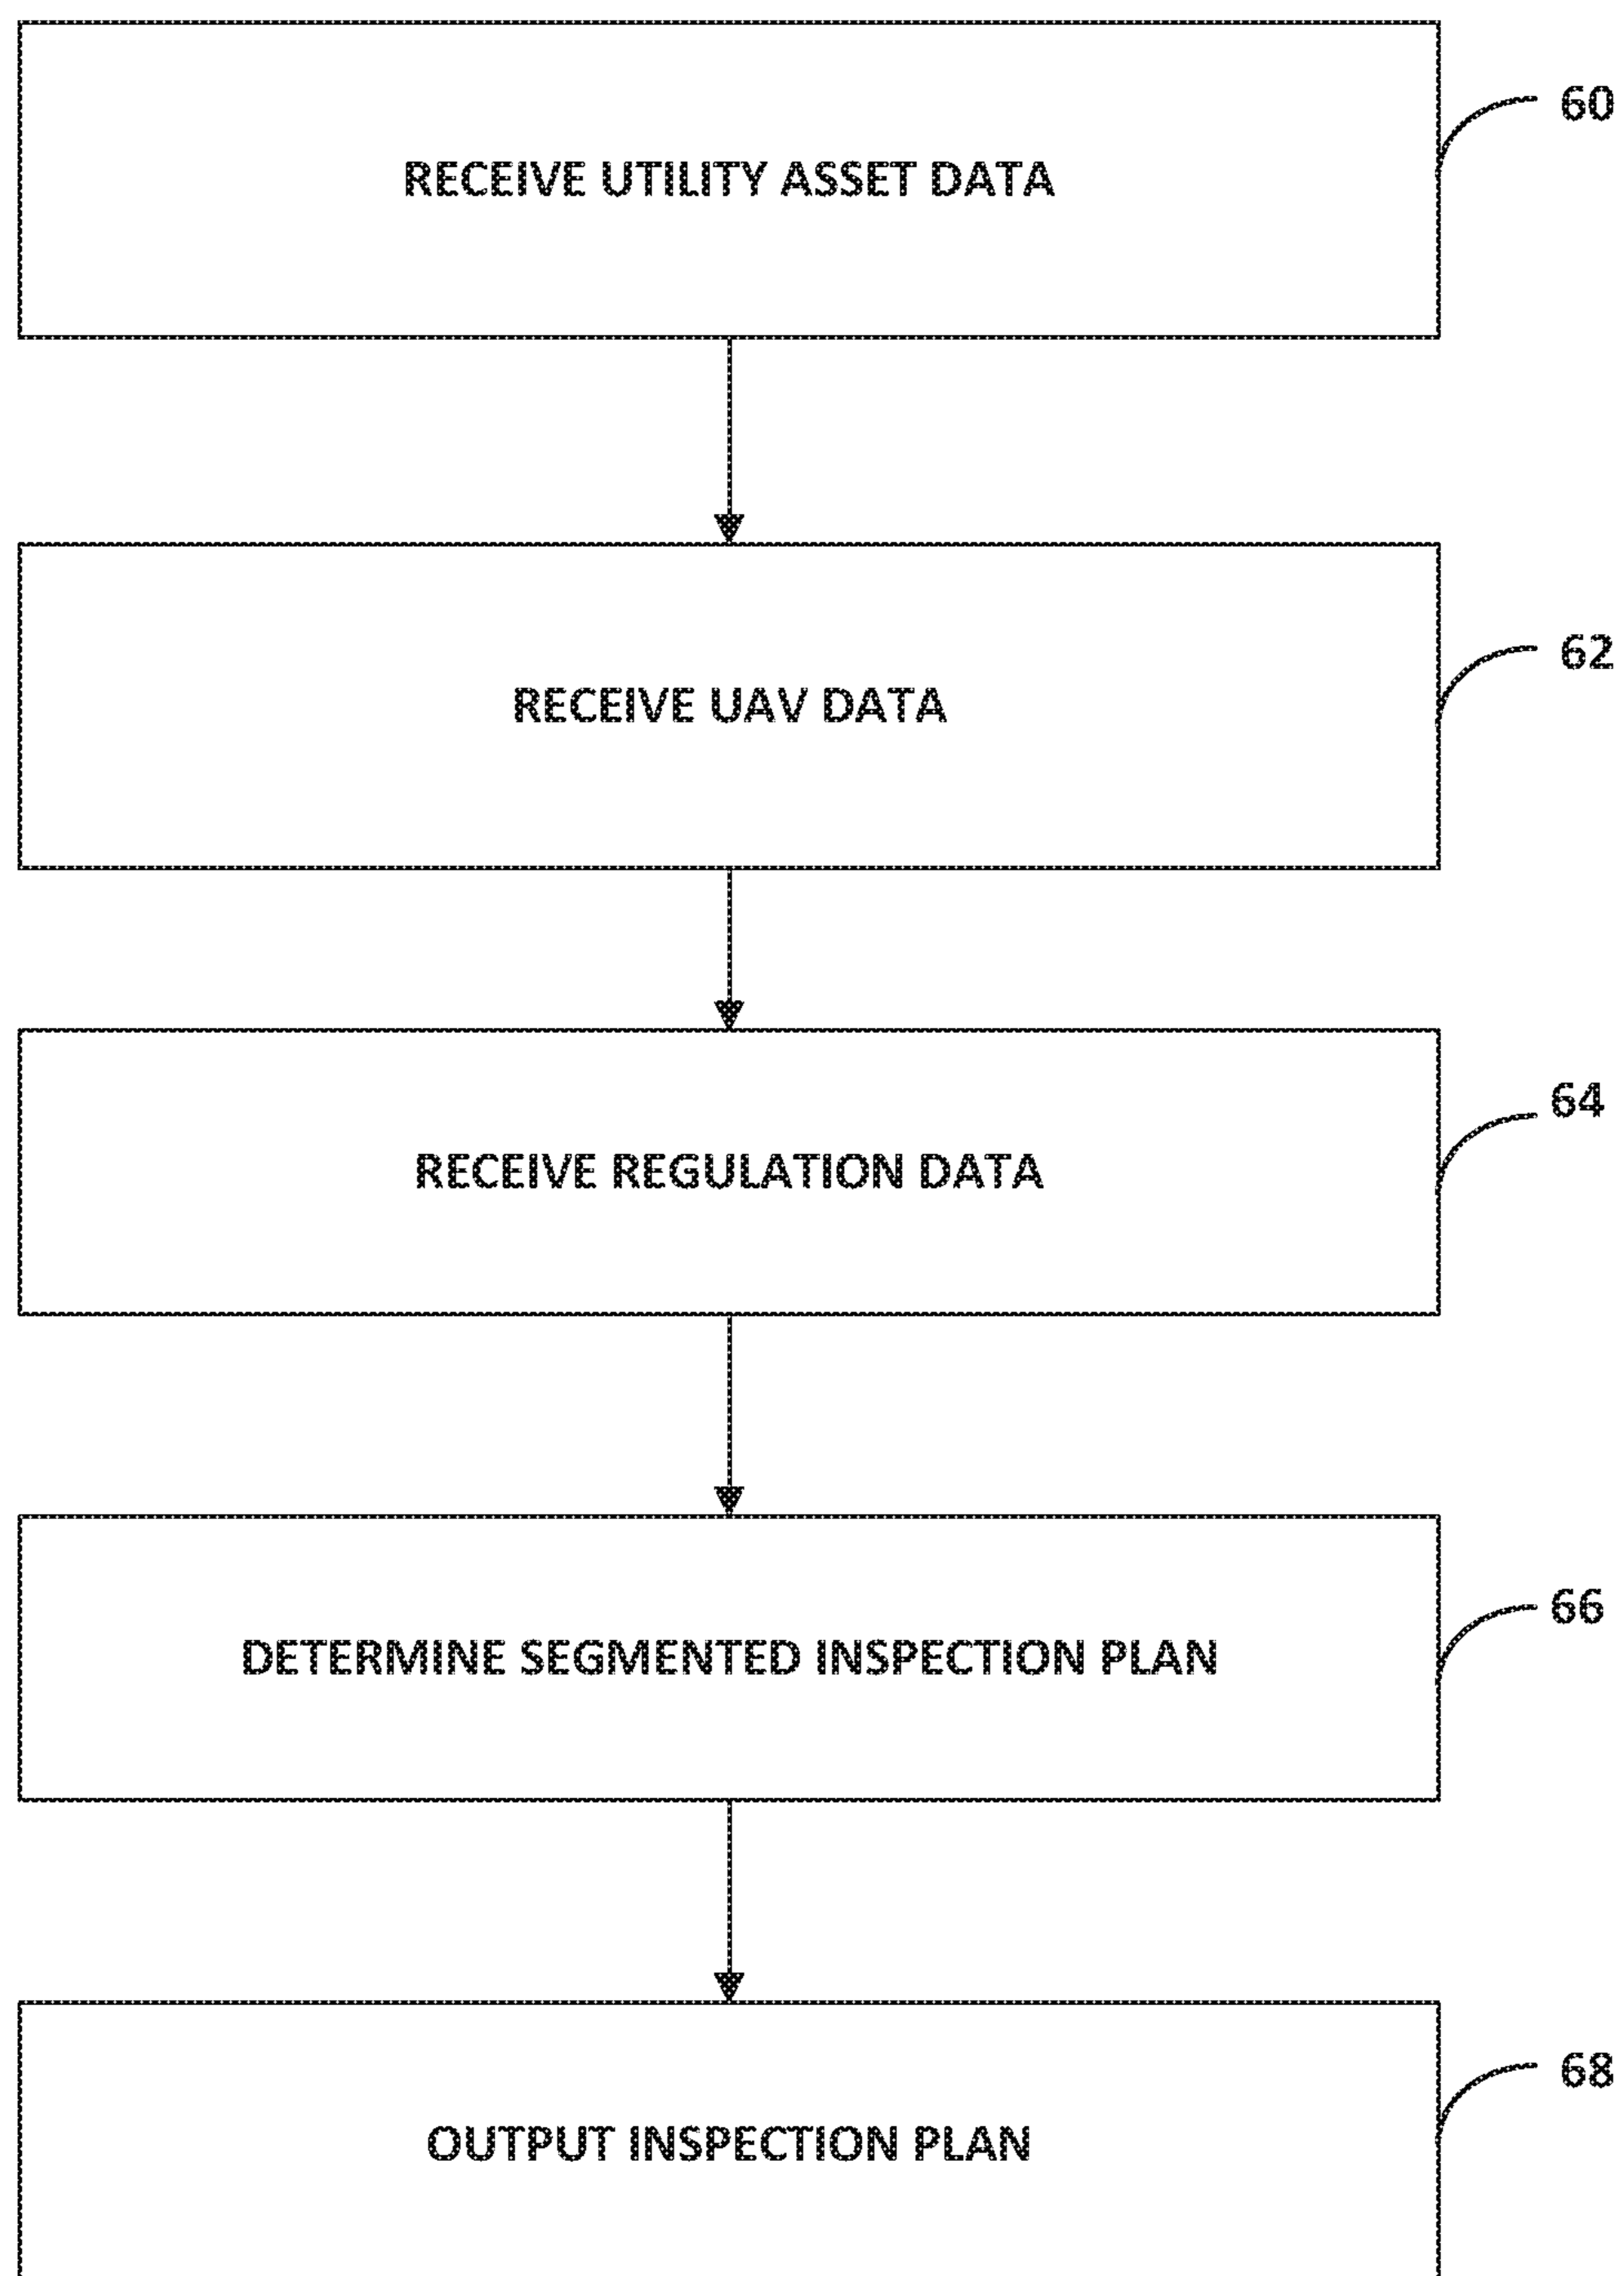 RECEIVE UTILITY ASSET DATA
60
RECEIVE UAV DATA
62
RECEIVE REGULATION DATA
64
DETERMINE SEGMENTED INSPECTION PLAN
66
OUTPUT INSPECTION PLAN
68